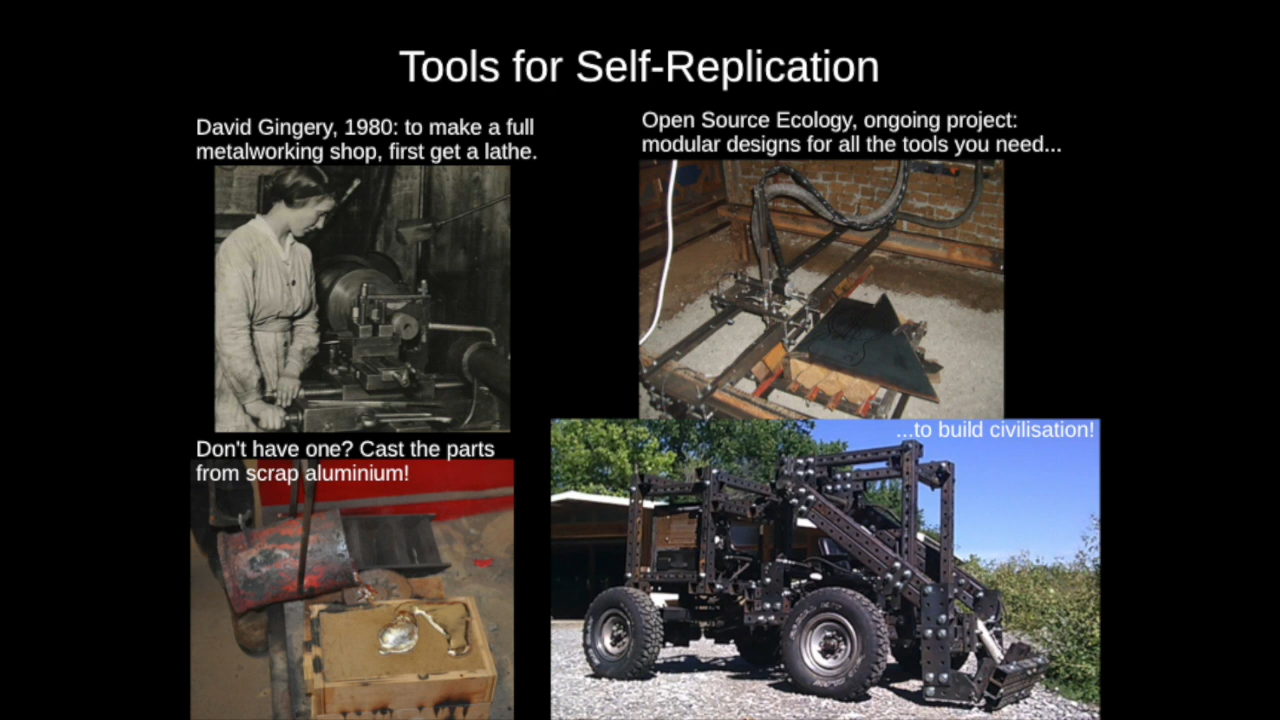 Tools for Self-Replication
David Gingery, 1980: to make a full
metalworking shop, first get a lathe.
Don't have one? Cast the parts
from scrap aluminium!
Open Source Ecology, ongoing project:
modular designs for all the tools you need...
...to build civilisation!